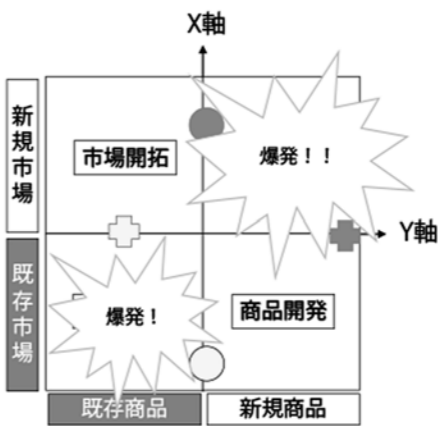 X軸
新規市場
市場開拓
爆発！！
Y軸
既存市場
爆発！
商品開発
既存商品
新規商品